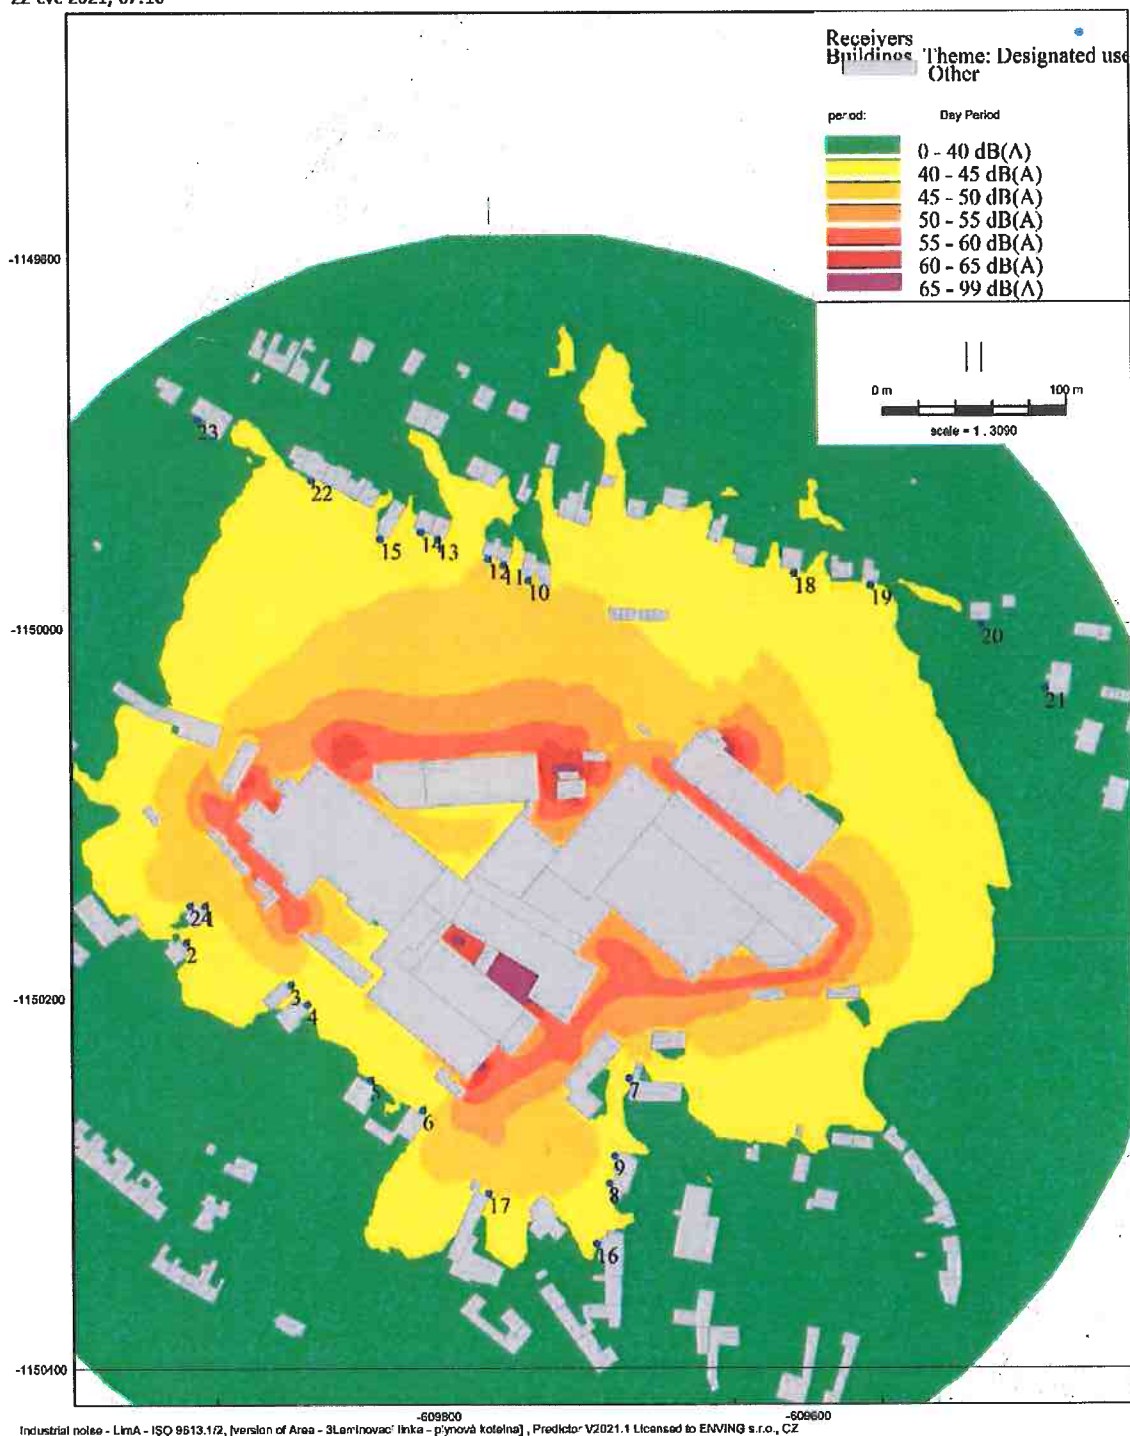 Receivers
Buildings Theme: Designated use
Other
period: Day Period
0 - 40 dB(A)
40 - 45 dB(A)
45 - 50 dB(A)
50 - 55 dB(A)
55 - 60 dB(A)
60 - 65 dB(A)
65 - 99 dB(A)
0 m 100 m
scale = 1 : 3090
23
22
15
14
13
12
11
10
18
19
-1150000
20
21
24
2
3
-1150200
4
5
7
6
9
8
17
16
-609800 -609600
Industrial noise - LimA - ISO 9613.1/2, [version of Area - 3Laminovací linka - plynová kotelna] , Predictor V2021.1 Licensed to ENVING s.r.o., CZ